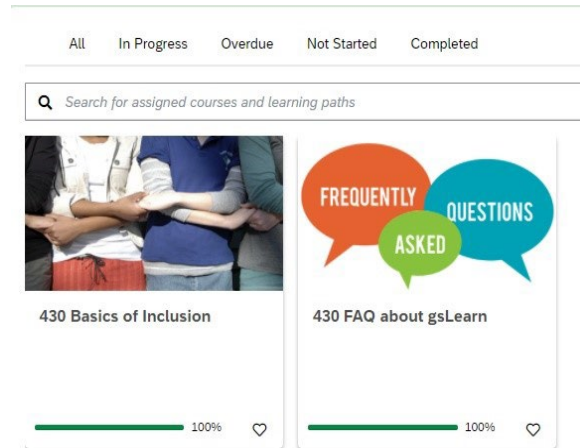 All In Progress Overdue Not Started Completed
Search for assigned courses and learning paths
FREQUENTLY
ASKED
QUESTIONS
430 Basics of Inclusion
430 FAQ about gsLearn
100%
100%